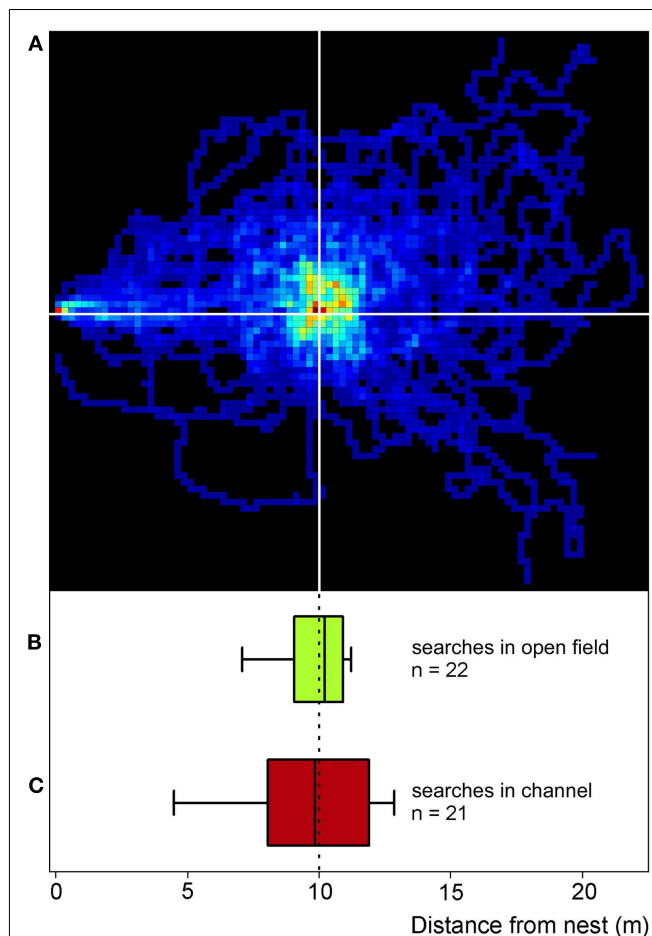 A
B
searches in open field
n = 22
C
searches in channel
n = 21
0 5 10 15 20
Distance from nest (m)